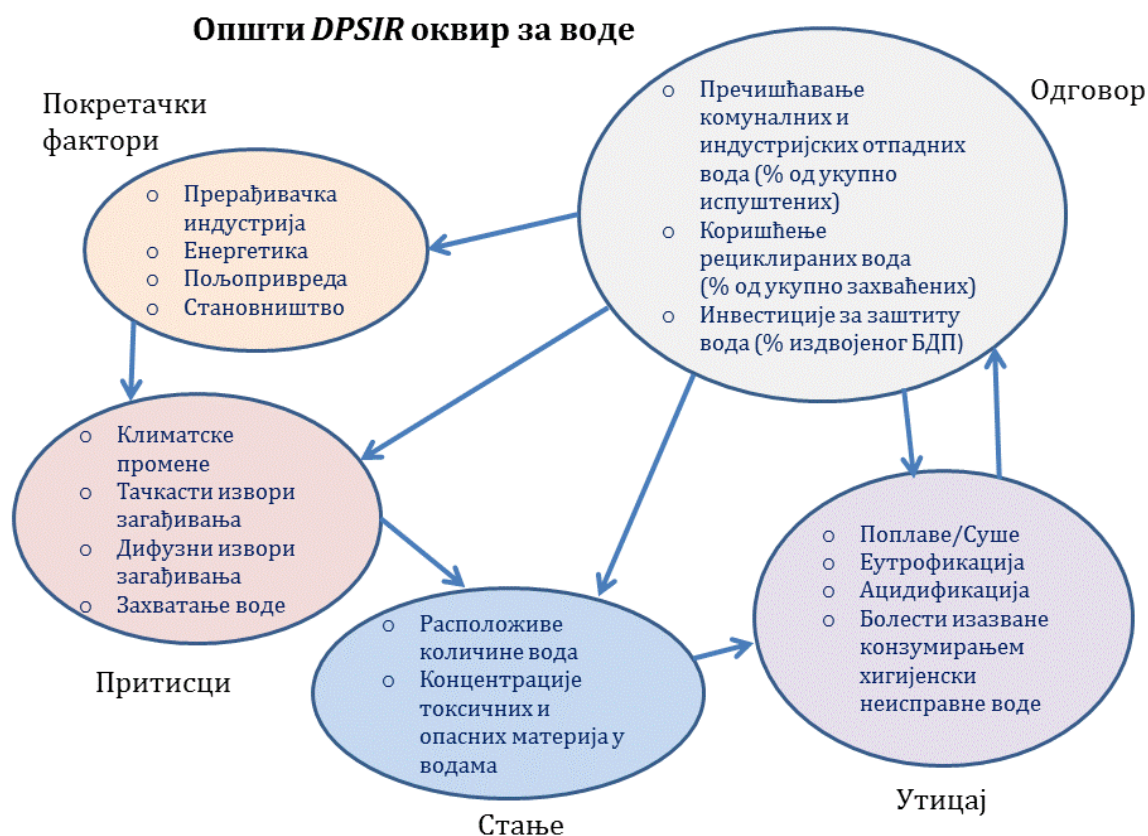 Општи DPSIR оквир за воде
Покретачки
фактори
Одговор
o Пречишћавање
комуналних и
индустријских отпадних
вода (% од укупно
испуштених)
o Коришћење
рециклираних вода
(% од укупно захваћених)
o Инвестиције за заштиту
вода (% издвојеног БДП)
o Прерађивачка
индустрија
o Енергетика
o Пољопривреда
o Становништво
o Климатске
промене
o Тачкасти извори
загађивања
o Дифузни извори
загађивања
o Захватање воде
Притисци
o Расположиве
количине вода
o Концентрације
токсичних и
опасних материја у
водама
Стање
o Поплаве/Суше
o Еутрофикација
o Ацидификација
o Болести изазване
конзумирањем
хигијенски
неисправне воде
Утицај